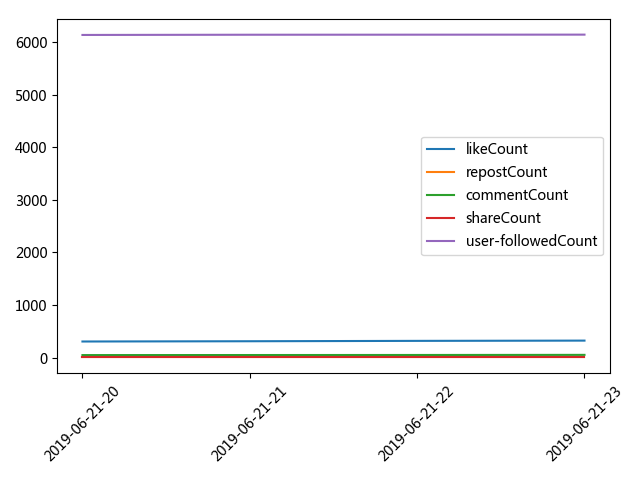 6000
5000
4000
3000
2000
1000
0
likeCount
repostCount
commentCount
shareCount
user-followedCount
2019-06-21-20
2019-06-21-21
2019-06-21-22
2019-06-21-23